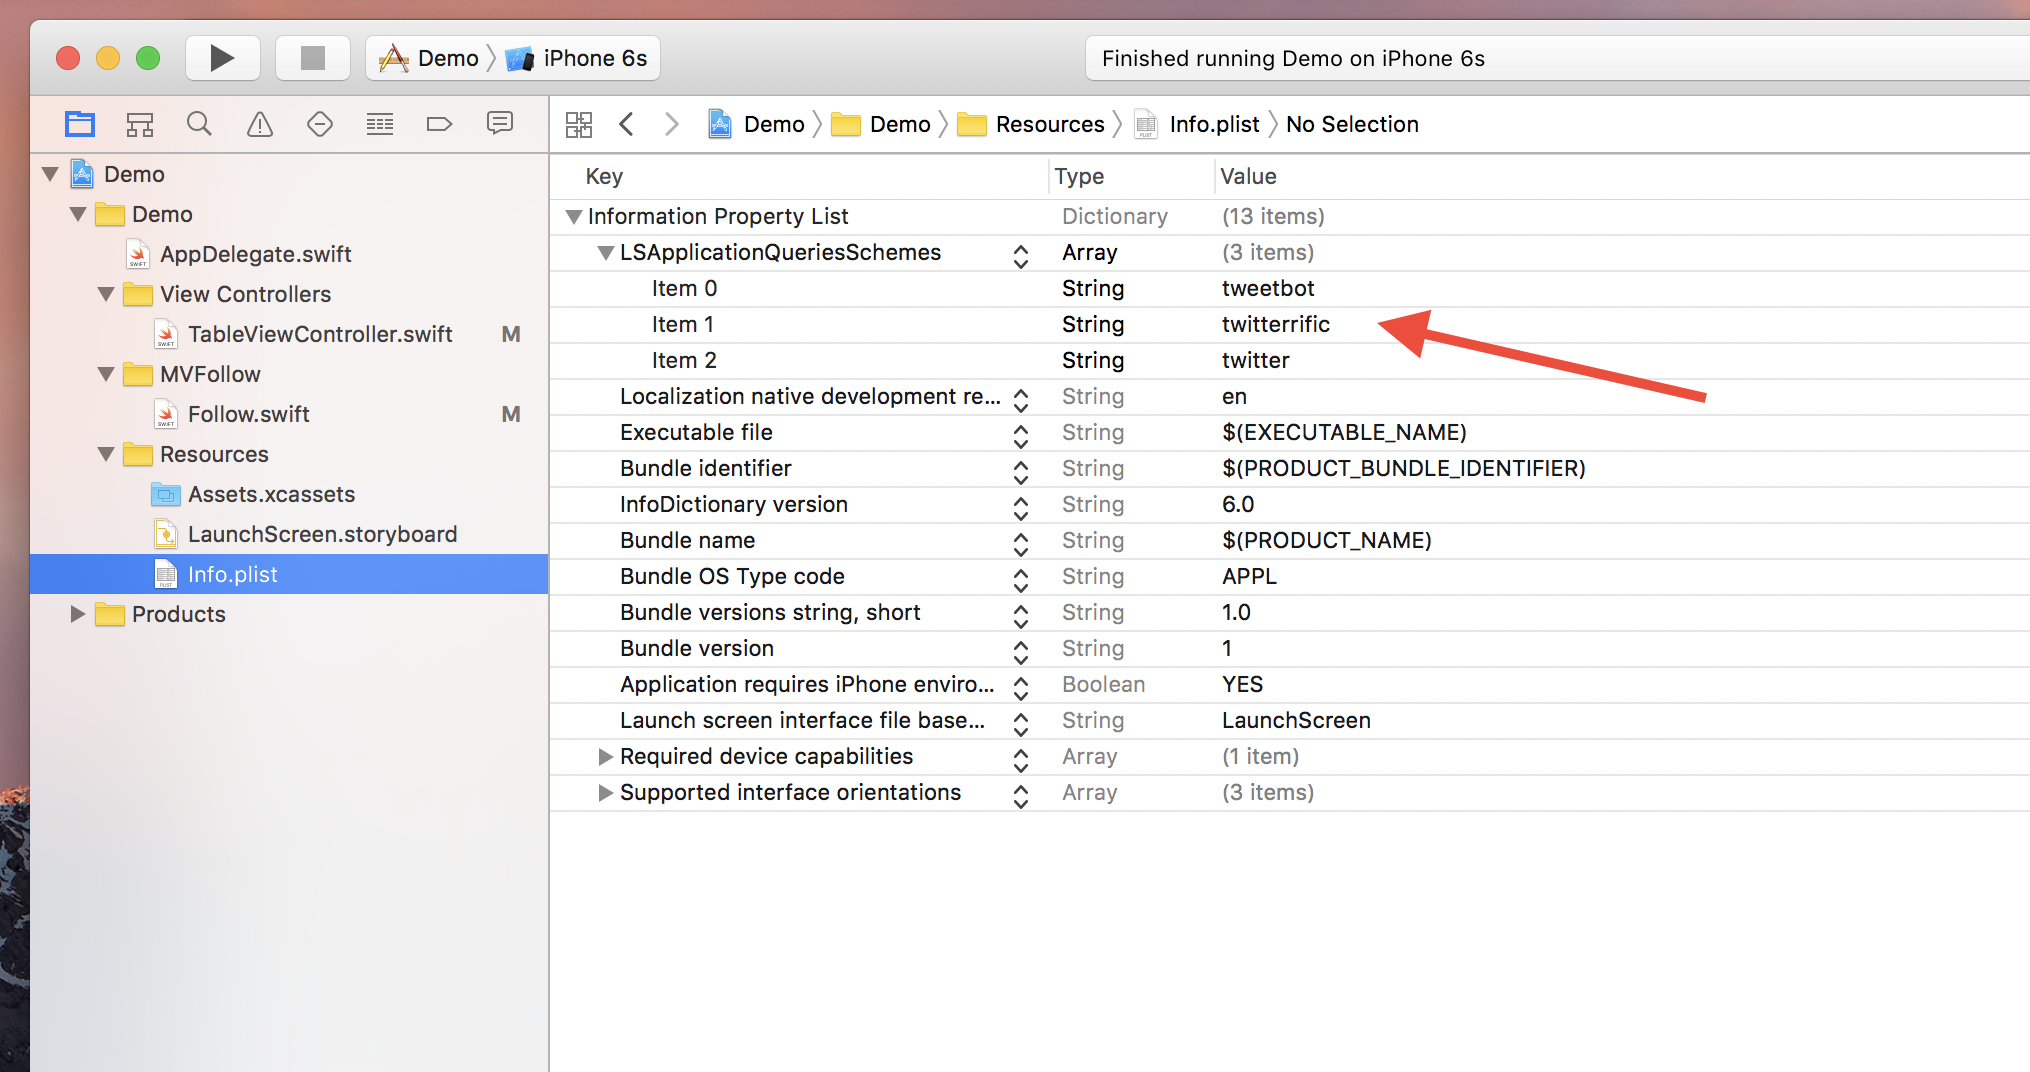 Demo iPhone 6s
Finished running Demo on iPhone 6s
Demo Demo Resources Info.plist No Selection
Demo
Demo
AppDelegate.swift
View Controllers
TableViewController.swift M
MVFollow
Follow.swift M
Resources
Assets.xcassets
LaunchScreen.storyboard
Info.plist
Products
Key Type Value
Information Property List Dictionary (13 items)
LSApplicationQueriesSchemes Array (3 items)
Item 0 String tweetbot
Item 1 String twitterrific
Item 2 String twitter
Localization native development re... String en
Executable file String $(EXECUTABLE_NAME)
Bundle identifier String $(PRODUCT_BUNDLE_IDENTIFIER)
InfoDictionary version String 6.0
Bundle name String $(PRODUCT_NAME)
Bundle OS Type code String APPL
Bundle versions string, short String 1.0
Bundle version String 1
Application requires iPhone enviro... Boolean YES
Launch screen interface file base... String LaunchScreen
Required device capabilities Array (1 item)
Supported interface orientations Array (3 items)